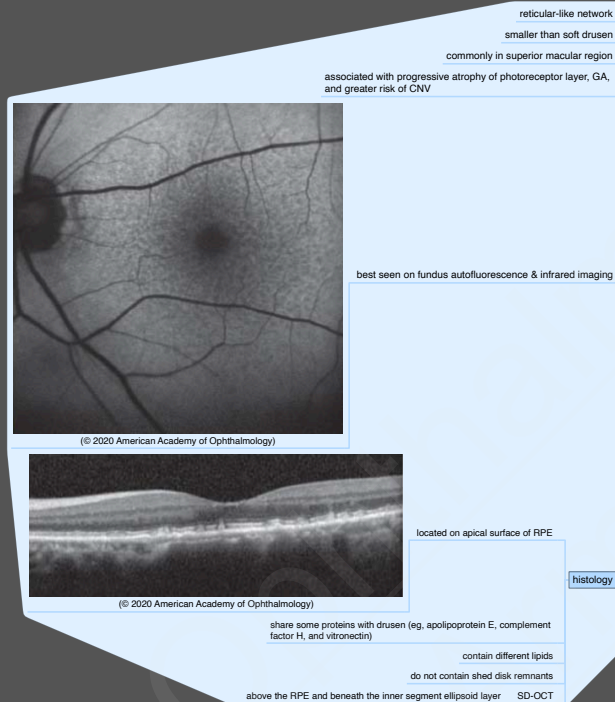 reticular-like network
smaller than soft drusen
commonly in superior macular region
associated with progressive atrophy of photoreceptor layer, GA,
and greater risk of CNV
best seen on fundus autofluorescence & infrared imaging
(© 2020 American Academy of Ophthalmology)
located on apical surface of RPE
histology
(© 2020 American Academy of Ophthalmology)
share some proteins with drusen (eg, apolipoprotein E, complement
factor H, and vitronectin)
contain different lipids
do not contain shed disk remnants
above the RPE and beneath the inner segment ellipsoid layer SD-OCT